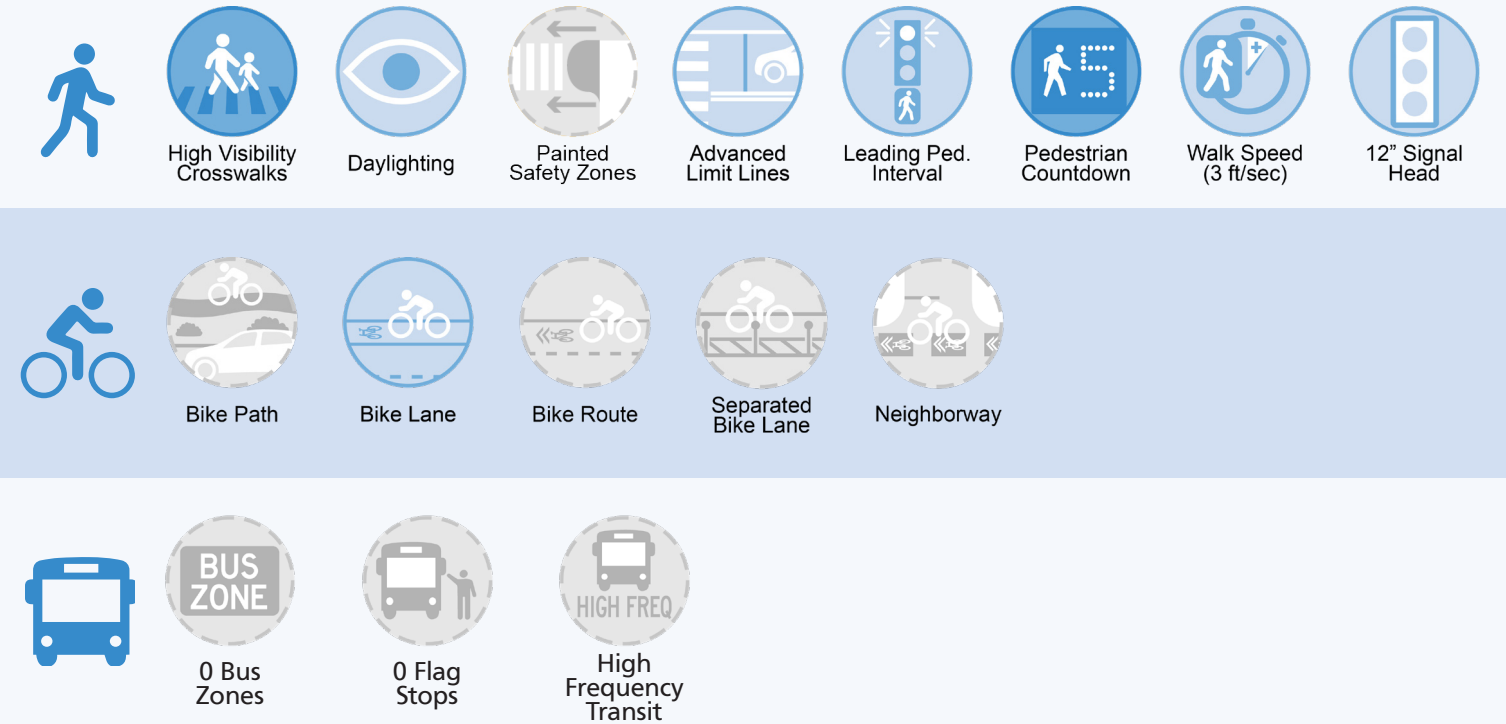 5
High Visibility
Crosswalks
Daylighting
Painted
Safety Zones
Advanced
Limit Lines
Leading Ped.
Interval
Pedestrian
Countdown
Walk Speed
(3 ft/sec)
12” Signal
Head
Bike Path
Bike Lane
Bike Route
Separated
Bike Lane
Neighborway
BUS
ZONE
HIGH FREQ
0 Bus
Zones
0 Flag
Stops
High
Frequency
Transit